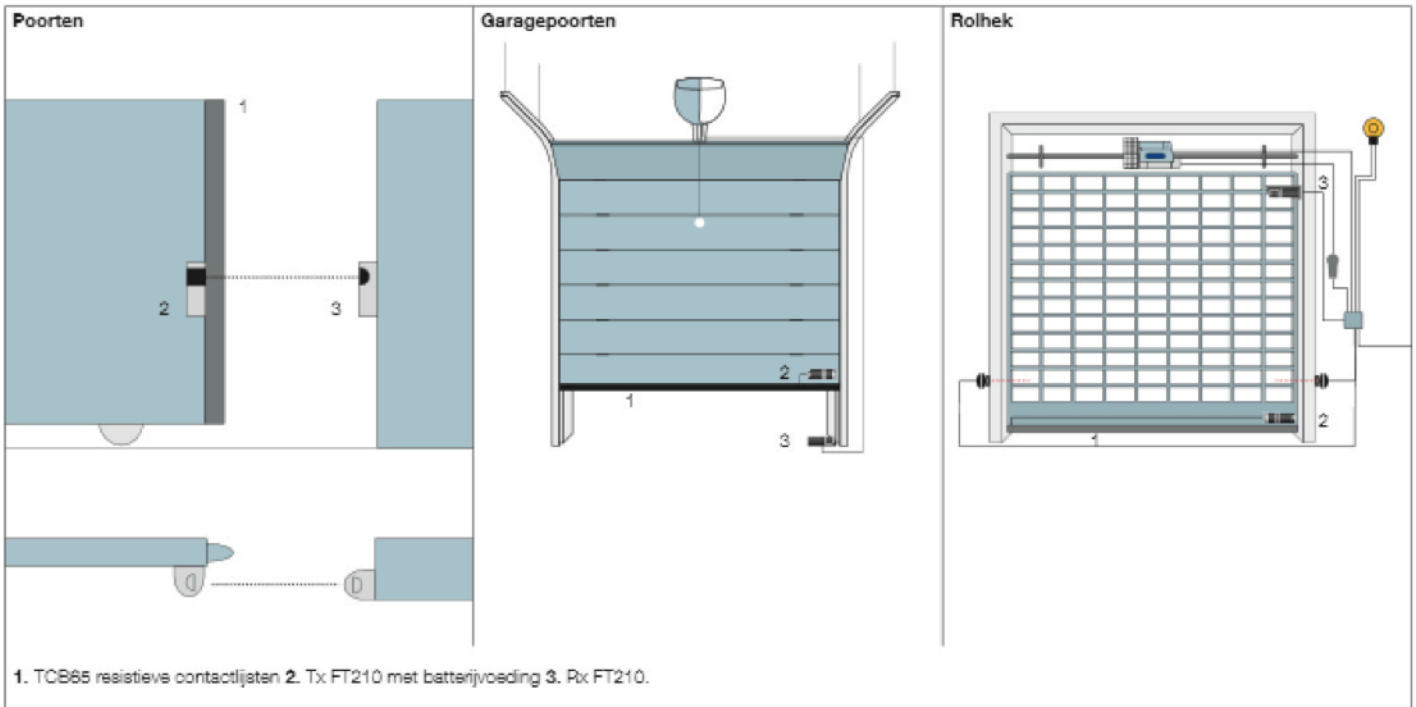 Poorten
1
2
3
Garagepoorten
2
1
3
Rolhek
3
2
1
1. TCB65 resistieve contactlijsten 2. Tx FT210 met batterijvoeding 3. Rx FT210.